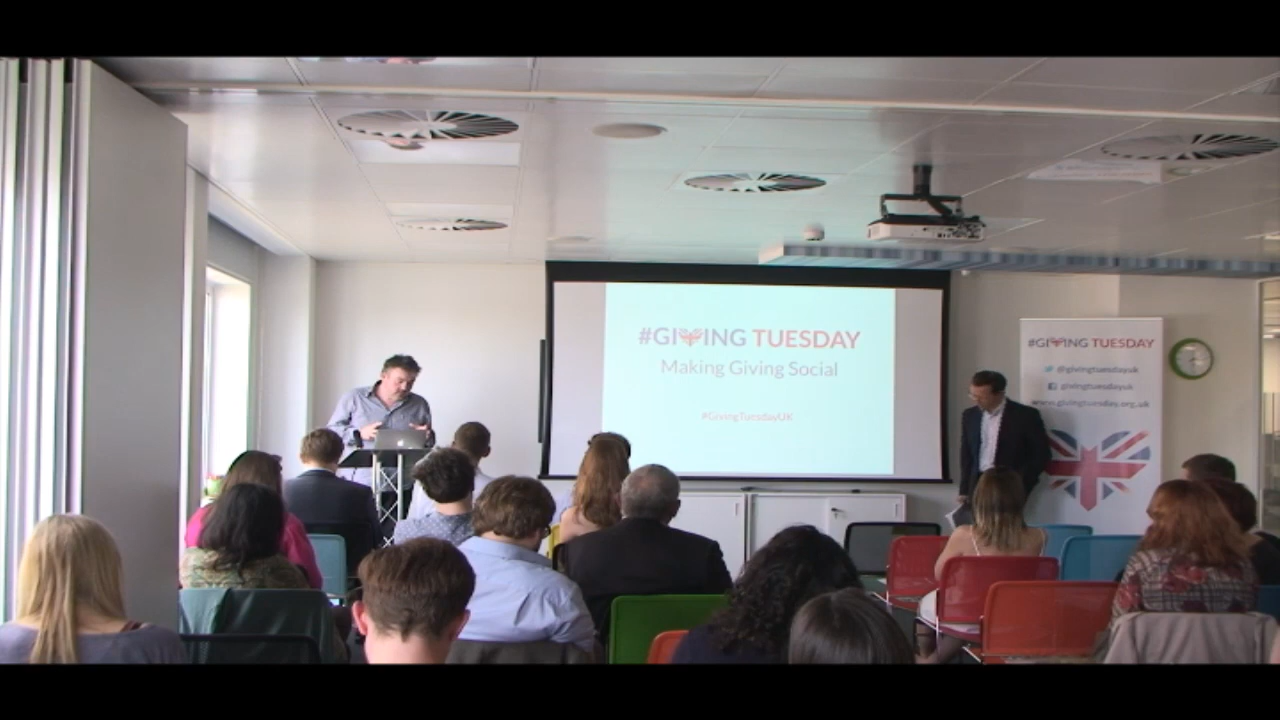 #GIVING TUESDAY
Making Giving Social
#GivingTuesdayUK
#GIVING TUESDAY
@givingtuesdayuk
givingtuesdayuk
www.givingtuesday.org.uk